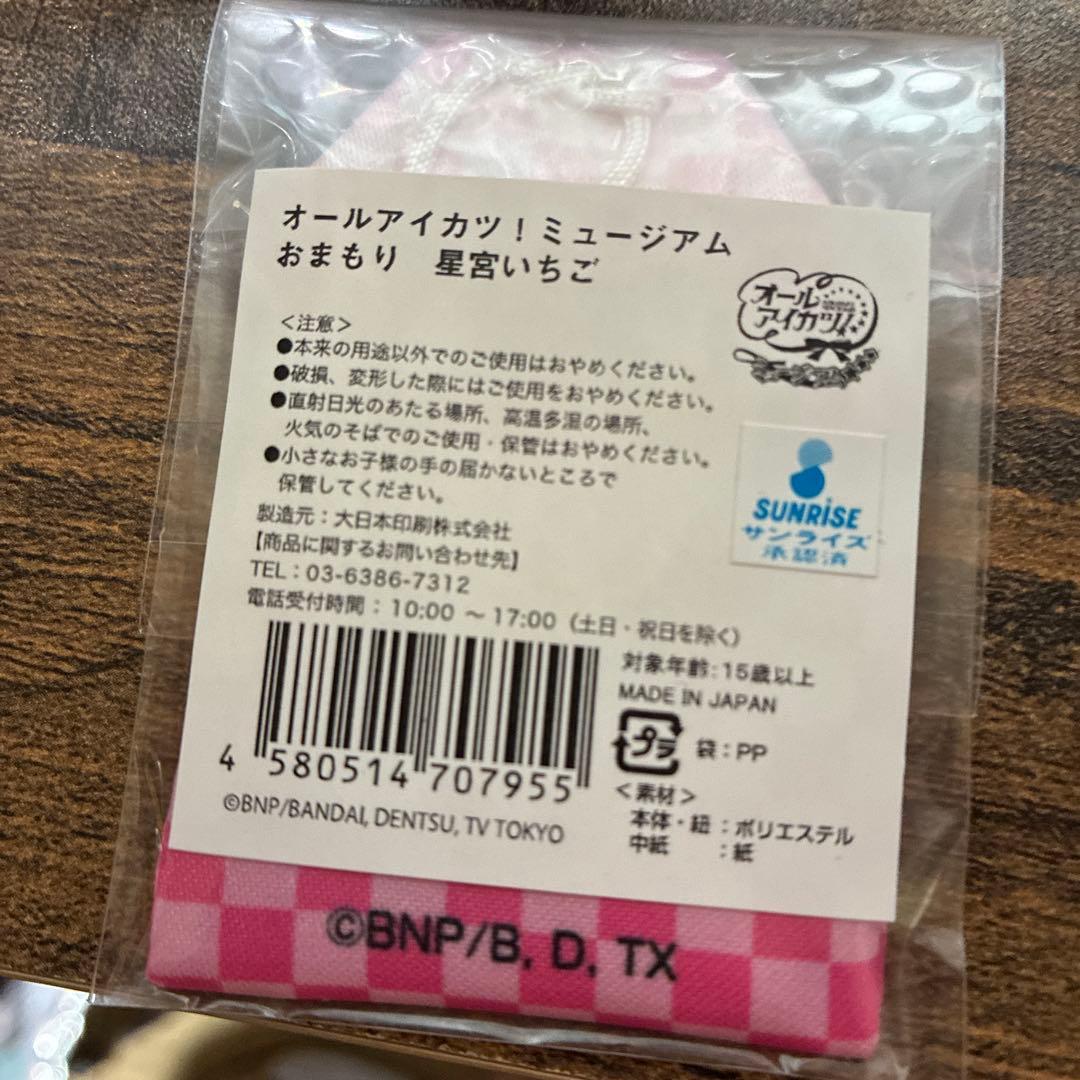 オールアイカツ！ミュージアム
おまもり　星宮いちご
オール
アイカツ!
ミュージアム
＜注意＞
●本来の用途以外でのご使用はおやめください。
●破損、変形した際にはご使用をおやめください。
●直射日光のあたる場所、高温多湿の場所、
火気のそばでのご使用・保管はおやめください。
●小さなお子様の手の届かないところで
保管してください。
SUNRISE
サンライズ
承認済
製造元：大日本印刷株式会社
【商品に関するお問い合わせ先】
TEL：03-6386-7312
電話受付時間：10:00 ～17:00（土日・祝日を除く）
対象年齢：15歳以上
MADE IN JAPAN
プラ 袋：PP
4 580514 707955
＜素材＞
本体・紐：ポリエステル
中紙　　：紙
©BNP/BANDAI, DENTSU, TV TOKYO
©BNP/B, D, TX